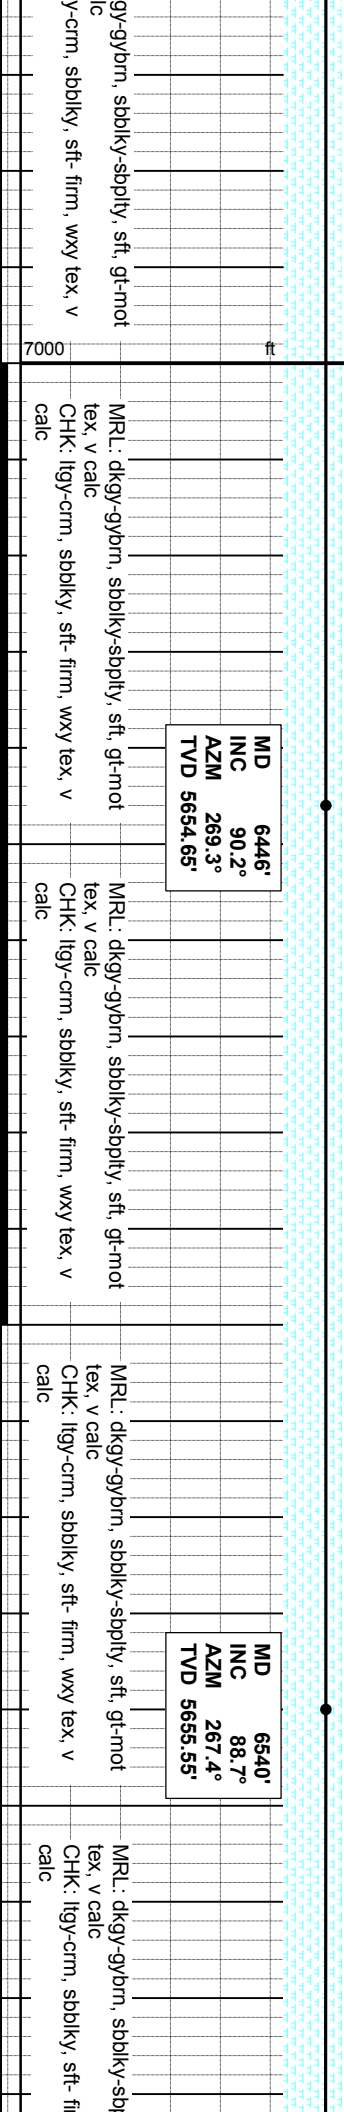 gy-gybrn, sbblky-sbplty, sft, gt-mot
lc
y-crm, sbblky, sft- firm, wxy tex, v
7000
ft
MRL: dkgy-gybrn, sbblky-sbplty, sft, gt-mot
tex, v calc
CHK: ltgy-crm, sbblky, sft- firm, wxy tex, v
calc
MD 6446'
INC 90.2°
AZM 269.3°
TVD 5654.65'
MRL: dkgy-gybrn, sbblky-sbplty, sft, gt-mot
tex, v calc
CHK: ltgy-crm, sbblky, sft- firm, wxy tex, v
calc
MRL: dkgy-gybrn, sbblky-sbplty, sft, gt-mot
tex, v calc
CHK: ltgy-crm, sbblky, sft- firm, wxy tex, v
calc
MD 6540'
INC 88.7°
AZM 267.4°
TVD 5655.55'
MRL: dkgy-gybrn, sbblky-sbp
tex, v calc
CHK: ltgy-crm, sbblky, sft- fi
calc